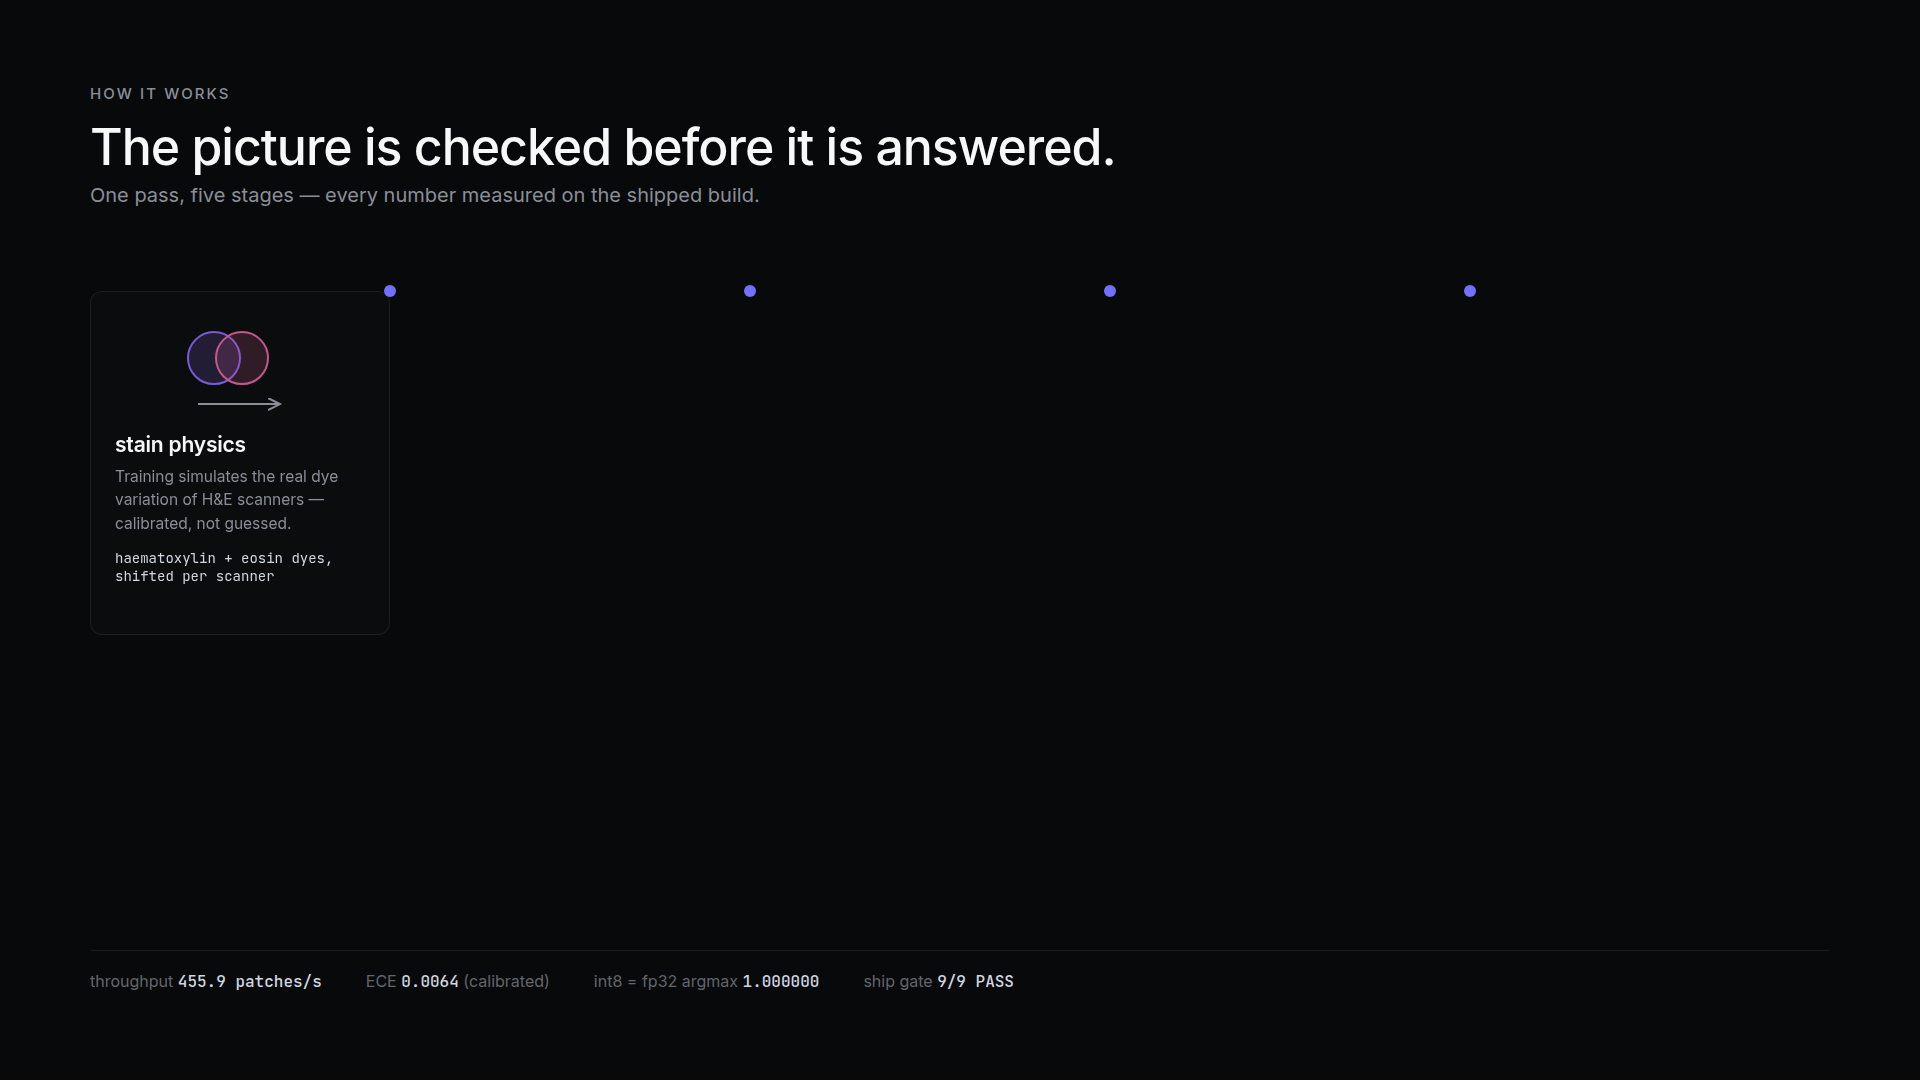 HOW IT WORKS
The picture is checked before it is answered.
One pass, five stages — every number measured on the shipped build.
stain physics
Training simulates the real dye
variation of H&E scanners —
calibrated, not guessed.
haematoxylin + eosin dyes,
shifted per scanner
throughput 455.9 patches/s ECE 0.0064 (calibrated) int8 = fp32 argmax 1.000000 ship gate 9/9 PASS